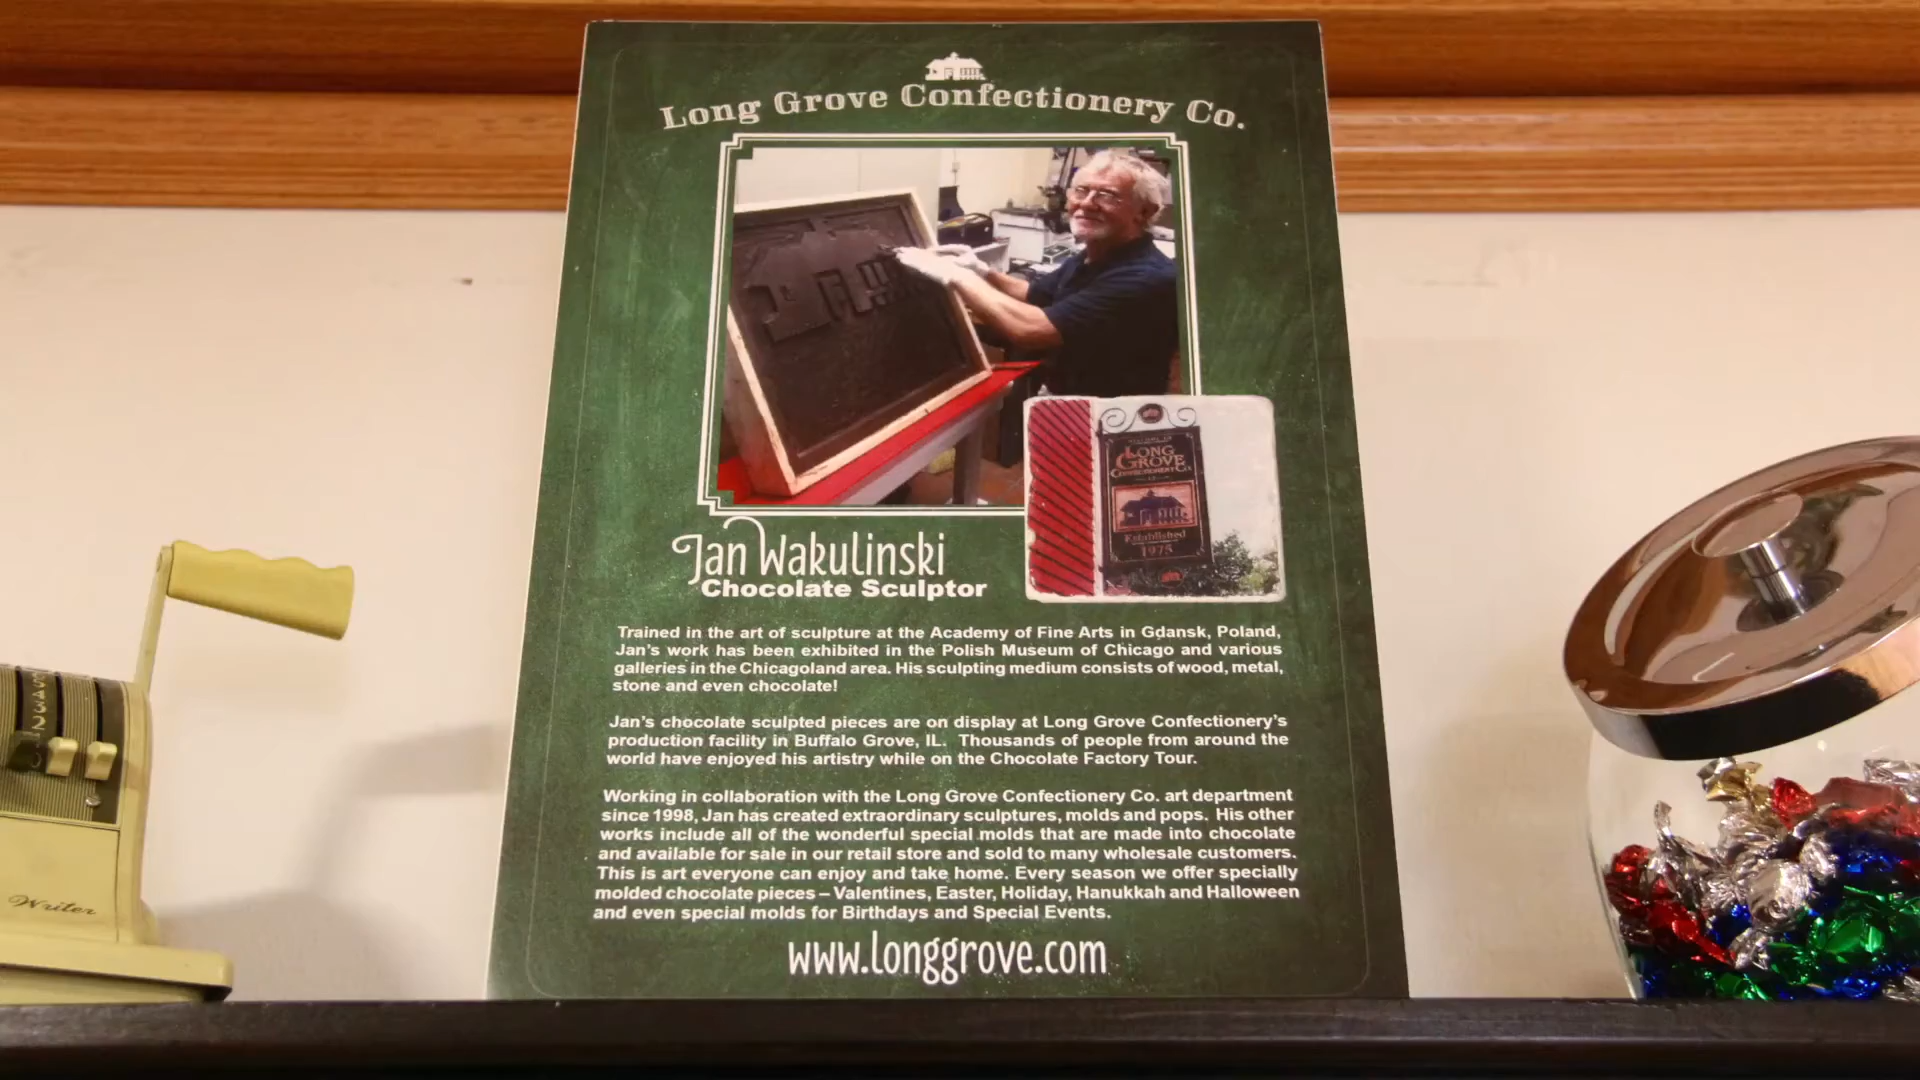 Long Grove Confectionery Co.
LONG
GROVE
CONFECTIONERY Co.
Established
1975
Jan Wakulinski
Chocolate Sculptor
Trained in the art of sculpture at the Academy of Fine Arts in Gdansk, Poland,
Jan's work has been exhibited in the Polish Museum of Chicago and various
galleries in the Chicagoland area. His sculpting medium consists of wood, metal,
stone and even chocolate!
Jan's chocolate sculpted pieces are on display at Long Grove Confectionery's
production facility in Buffalo Grove, IL. Thousands of people from around the
world have enjoyed his artistry while on the Chocolate Factory Tour.
Working in collaboration with the Long Grove Confectionery Co. art department
since 1998, Jan has created extraordinary sculptures, molds and pops. His other
works include all of the wonderful special molds that are made into chocolate
and available for sale in our retail store and sold to many wholesale customers.
This is art everyone can enjoy and take home. Every season we offer specially
molded chocolate pieces – Valentines, Easter, Holiday, Hanukkah and Halloween
and even special molds for Birthdays and Special Events.
www.longgrove.com
Writer